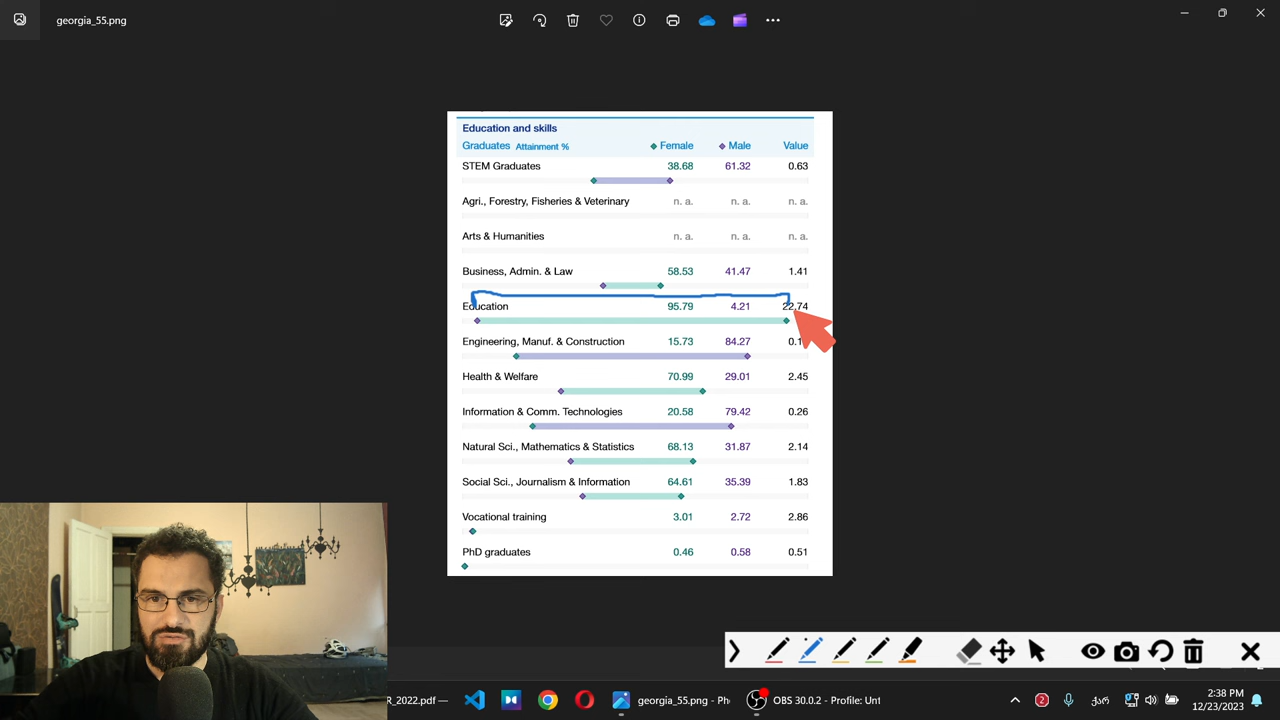 georgia_55.png
Education and skills
Graduates Attainment % Female Male Value
STEM Graduates 38.68 61.32 0.63
Agri., Forestry, Fisheries & Veterinary n. a. n. a. n. a.
Arts & Humanities n. a. n. a. n. a.
Business, Admin. & Law 58.53 41.47 1.41
Education 95.79 4.21 22.74
Engineering, Manuf. & Construction 15.73 84.27
Health & Welfare 70.99 29.01 2.45
Information & Comm. Technologies 20.58 79.42 0.26
Natural Sci., Mathematics & Statistics 68.13 31.87 2.14
Social Sci., Journalism & Information 64.61 35.39 1.83
Vocational training 3.01 2.72 2.86
PhD graduates 0.46 0.58 0.51
R_2022.pdf — georgia_55.png - Ph OBS 30.0.2 - Profile: Unt 2 ქარ 2:38 PM
12/23/2023